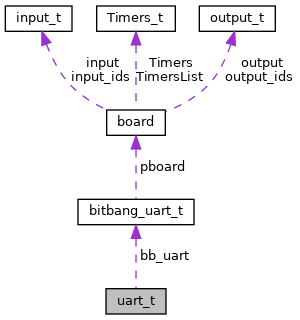 input_t
Timers_t
output_t
input
input_ids
Timers
TimersList
output
output_ids
board
pboard
bitbang_uart_t
bb_uart
uart_t